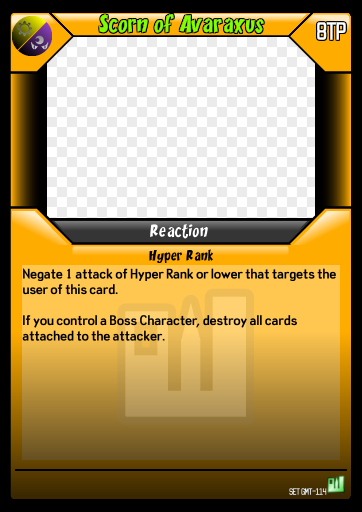 Scorn of Avaraxus
8TP
Reaction
Hyper Rank
Negate 1 attack of Hyper Rank or lower that targets the
user of this card.
If you control a Boss Character, destroy all cards
attached to the attacker.
SET GMT-114